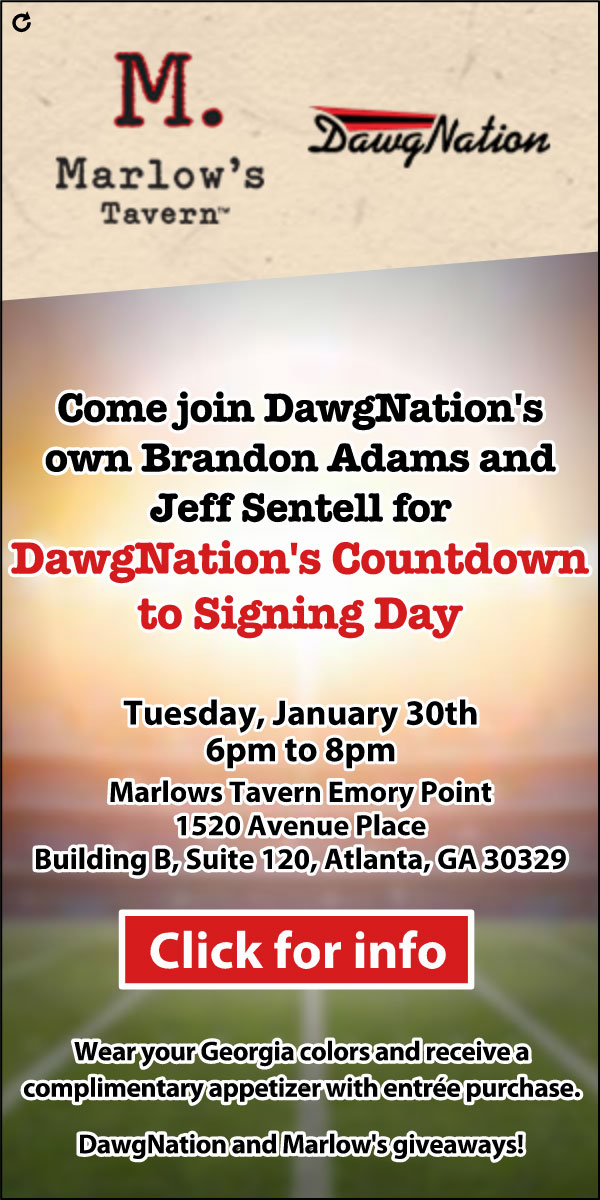 M.
Marlow's
Tavern™
DawgNation
Come join DawgNation's
own Brandon Adams and
Jeff Sentell for
DawgNation's Countdown
to Signing Day
Tuesday, January 30th
6pm to 8pm
Marlows Tavern Emory Point
1520 Avenue Place
Building B, Suite 120, Atlanta, GA 30329
Click for info
Wear your Georgia colors and receive a
complimentary appetizer with entrée purchase.
DawgNation and Marlow's giveaways!